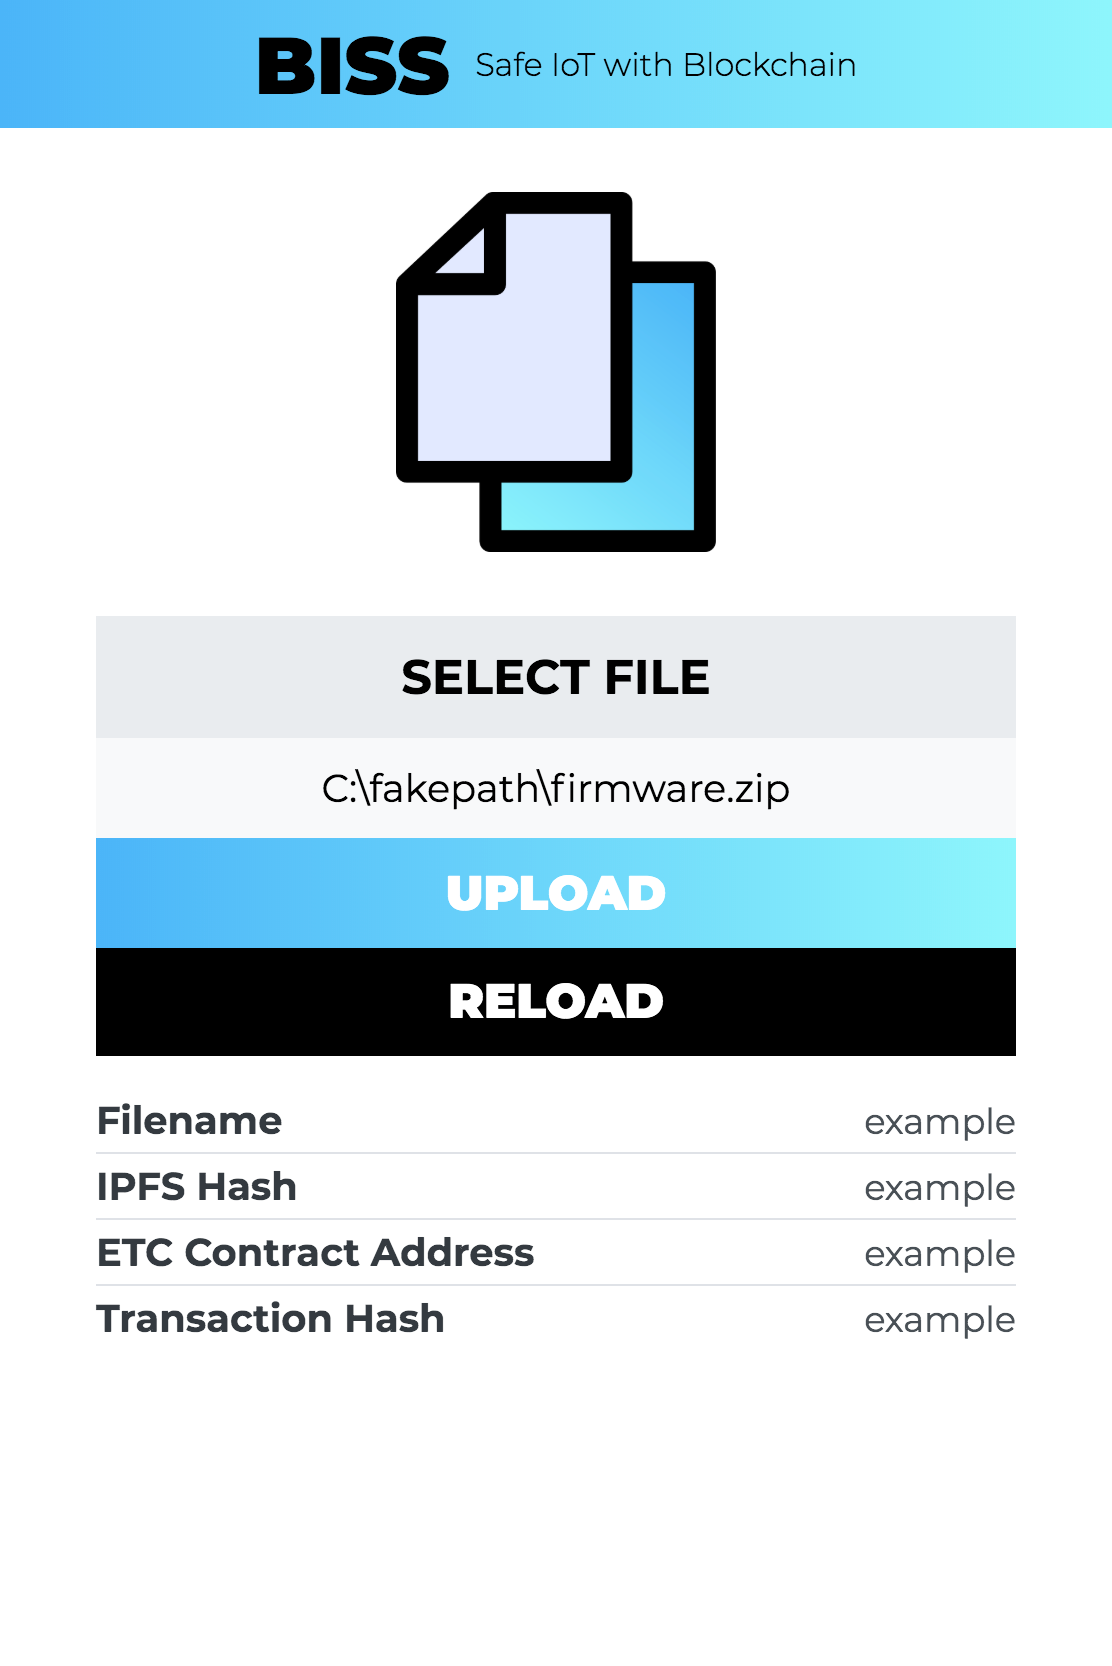 BISS Safe IoT with Blockchain
SELECT FILE
C:\fakepath\firmware.zip
UPLOAD
RELOAD
Filename example
IPFS Hash example
ETC Contract Address example
Transaction Hash example